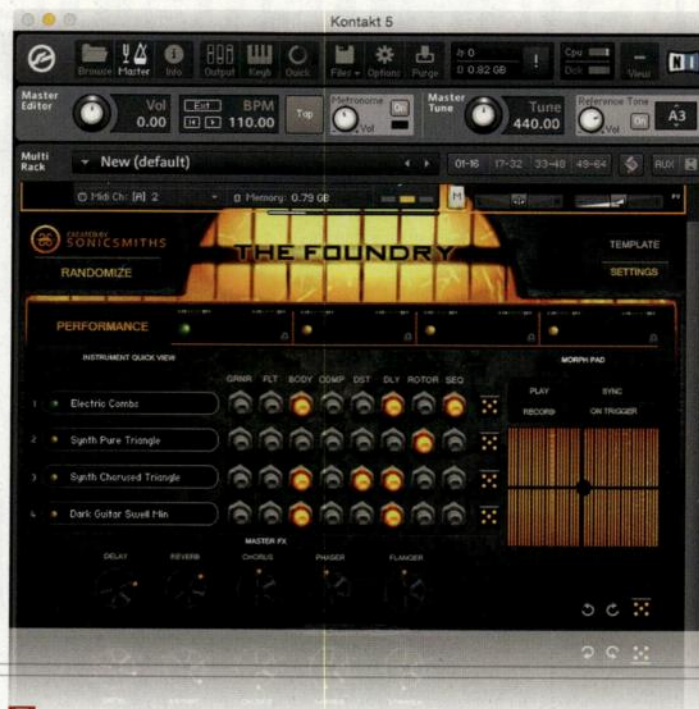 Kontakt 5
Browse Master Info Output Keyb Quick Files Options Purge 0 0.82 GB ! Cpu Dsk View NI
Master Editor Vol 0.00 Ext BPM 110.00 Tap Metronome On Vol Master Tune Tune 440.00 Reference Tone On Vol A3
Multi Rack New (default) 01-16 17-32 33-48 49-64 AUX
Midi Ch: [A] 2 Memory: 0.79 GB M
CREATED BY
SONICSMITHS THE FOUNDRY TEMPLATE
RANDOMIZE SETTINGS
PERFORMANCE
INSTRUMENT QUICK VIEW MORPH PAD
GRNR FLT BODY COMP DST DLY ROTOR SEQ
PLAY SYNC
1 Electric Combs
RECORD ON TRIGGER
2 Synth Pure Triangle
3 Synth Chorused Triangle
4 Dark Guitar Swell Min
MASTER FX
DELAY REVERB CHORUS PHASER FLANGER